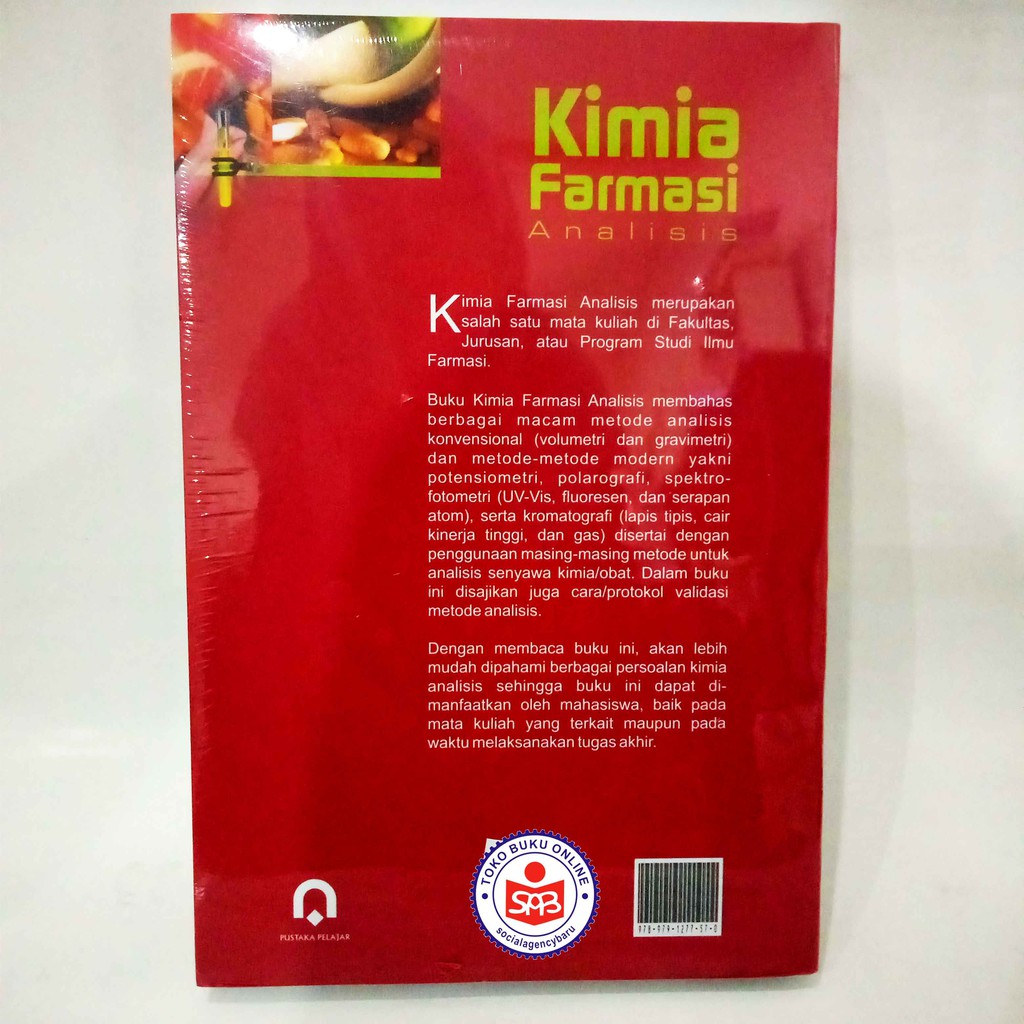 Kimia
Farmasi
Analisis
Kimia Farmasi Analisis merupakan
salah satu mata kuliah di Fakultas,
Jurusan, atau Program Studi Ilmu
Farmasi.
Buku Kimia Farmasi Analisis membahas
berbagai macam metode analisis
konvensional (volumetri dan gravimetri)
dan metode-metode modern yakni
potensiometri, polarografi, spektro-
fotometri (UV-Vis, fluoresen, dan serapan
atom), serta kromatografi (lapis tipis, cair
kinerja tinggi, dan gas) disertai dengan
penggunaan masing-masing metode untuk
analisis senyawa kimia/obat. Dalam buku
ini disajikan juga cara/protokol validasi
metode analisis.
Dengan membaca buku ini, akan lebih
mudah dipahami berbagai persoalan kimia
analisis sehingga buku ini dapat di-
manfaatkan oleh mahasiswa, baik pada
mata kuliah yang terkait maupun pada
waktu melaksanakan tugas akhir.
PUSTAKA PELAJAR
TOKO BUKU ONLINE
SAB
socialagencybaru
978-979-1277-57-0